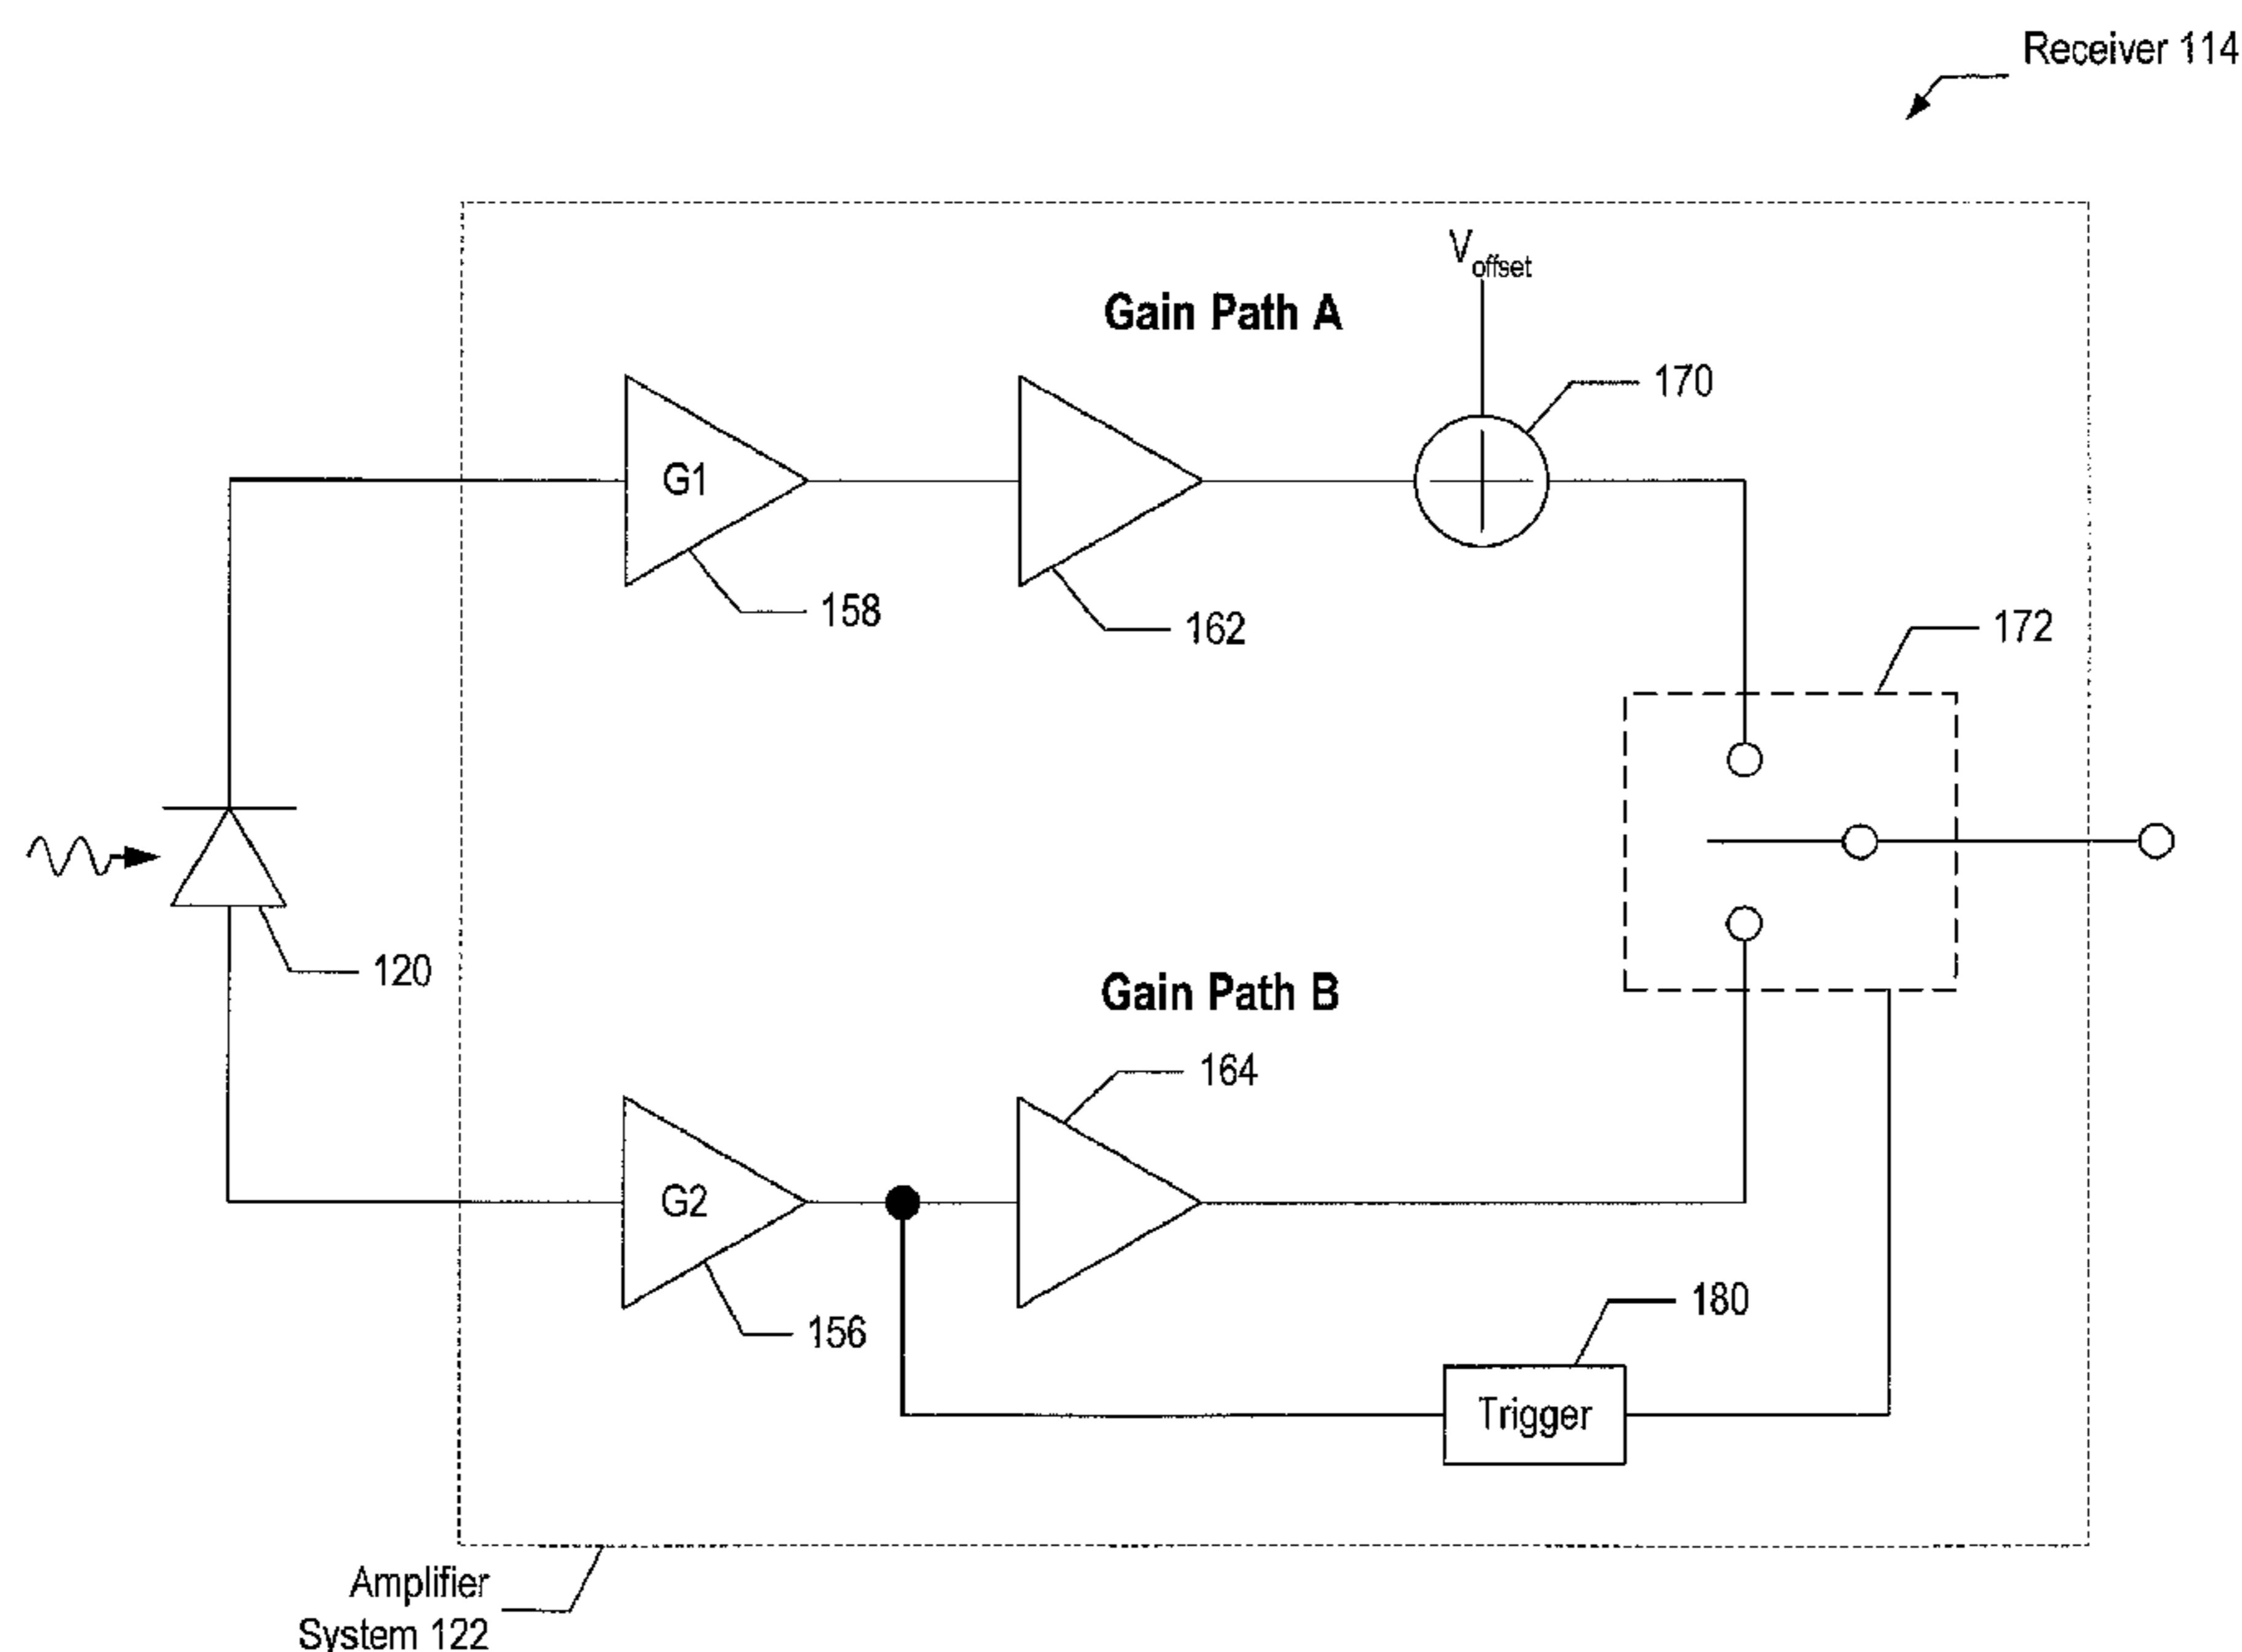 Receiver 114
Voffset
Gain Path A
170
G1
158
162
172
120
Gain Path B
164
G2
156
180
Trigger
Amplifier
System 122